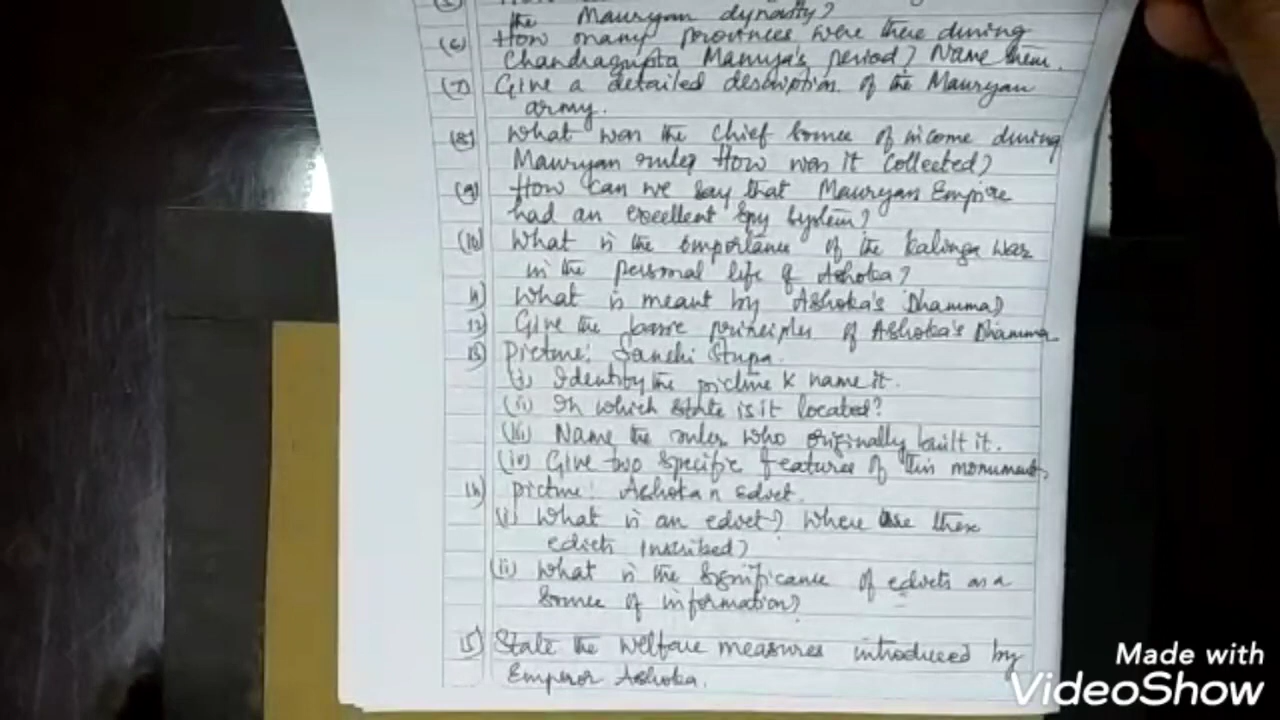 the Mauryan dynasty?
(6) How many provinces were there during
Chandragupta Maurya's period? Name them.
(7) Give a detailed description of the Mauryan
army.
(8) What was the chief source of income during
Mauryan rule? How was it collected?
(9) How can we say that Mauryan Empire
had an excellent spy system?
(10) What is the importance of the Kalinga War
in the personal life of Ashoka?
11) What is meant by 'Ashoka's Dhamma?
12) Give the basic principles of Ashoka's Dhamma
13) Picture: Sanchi Stupa.
(i) Identify the picture & name it.
(ii) In which state is it located?
(iii) Name the ruler who originally built it.
(iv) Give two specific features of this monument.
14) Picture: Ashokan edict.
(i) What is an edict? Where are these
edicts inscribed?
(ii) What is the significance of edicts as a
source of information?
15) State the welfare measures introduced by
Emperor Ashoka.
Made with
VideoShow